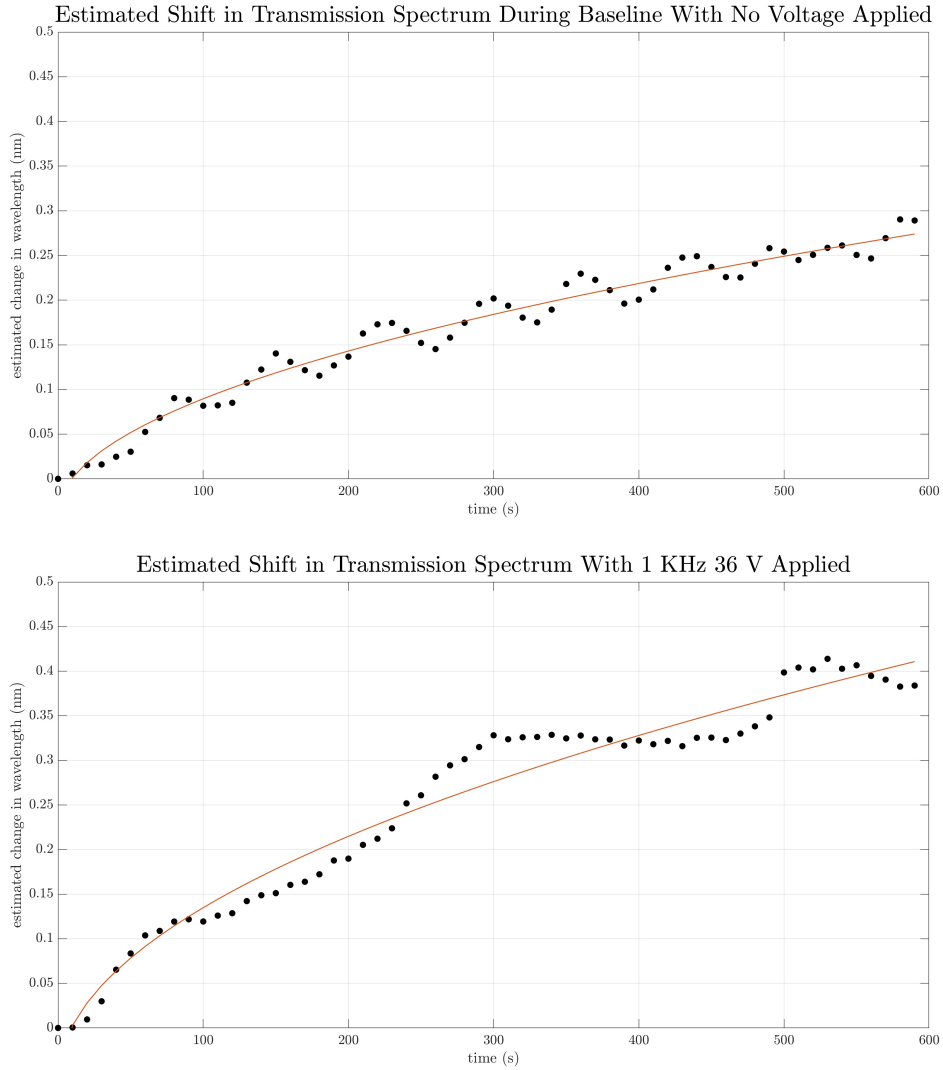 Estimated Shift in Transmission Spectrum During Baseline With No Voltage Applied
0.5
0.45
0.4
0.35
0.3
0.25
0.2
0.15
0.1
0.05
0
estimated change in wavelength (nm)
0 100 200 300 400 500 600
time (s)
Estimated Shift in Transmission Spectrum With 1 KHz 36 V Applied
0.5
0.45
0.4
0.35
0.3
0.25
0.2
0.15
0.1
0.05
0
estimated change in wavelength (nm)
0 100 200 300 400 500 600
time (s)